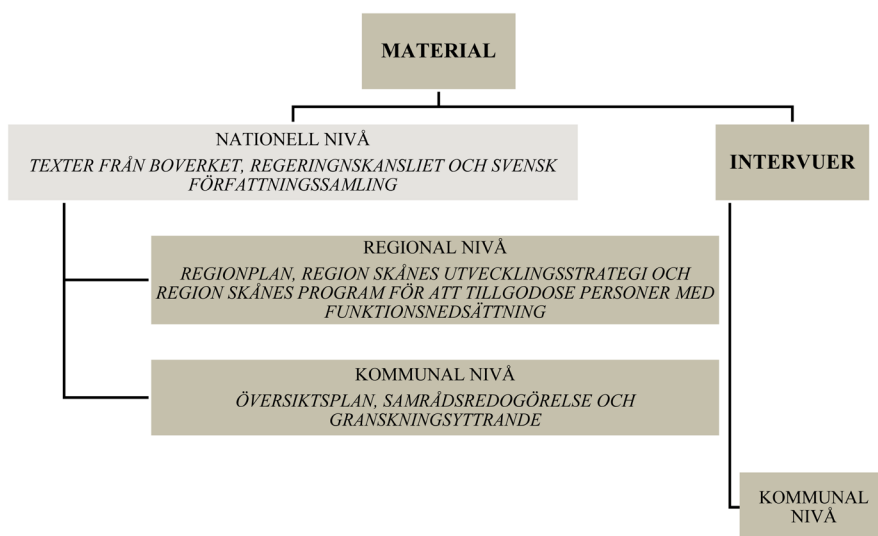 MATERIAL
NATIONELL NIVÅ
TEXTER FRÅN BOVERKET, REGERINGNSKANSLIET OCH SVENSK
FÖRFATTNINGSSAMLING
INTERVUER
REGIONAL NIVÅ
REGIONPLAN, REGION SKÅNES UTVECKLINGSSTRATEGI OCH
REGION SKÅNES PROGRAM FÖR ATT TILLGODOSE PERSONER MED
FUNKTIONSNEDSÄTTNING
KOMMUNAL NIVÅ
ÖVERSIKTSPLAN, SAMRÅDSREDOGÖRELSE OCH
GRANSKNINGSYTTRANDE
KOMMUNAL
NIVÅ